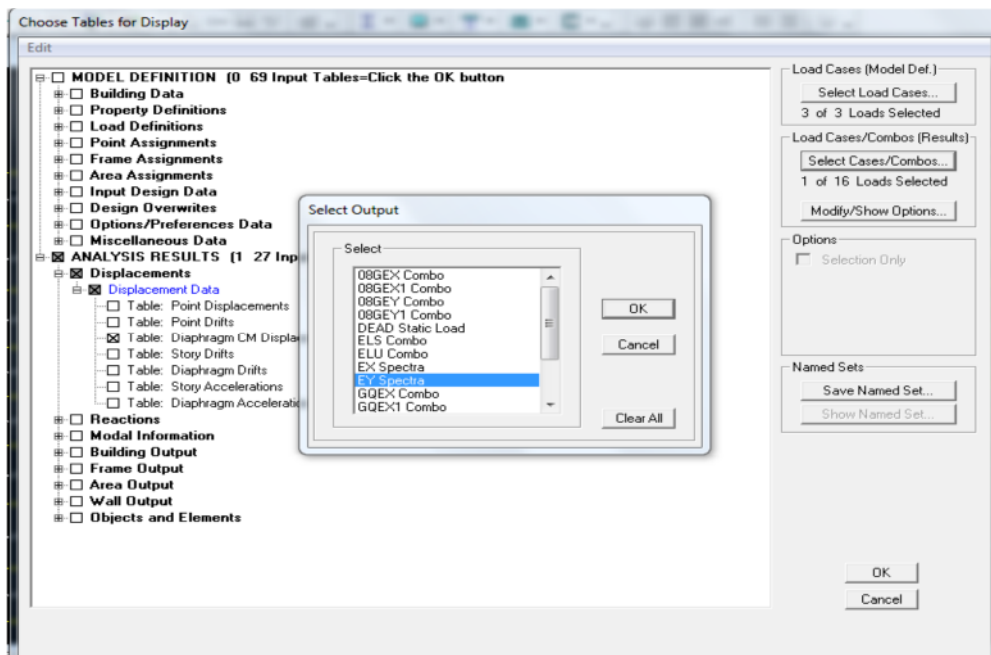 Choose Tables for Display
Edit
MODEL DEFINITION (0 69 Input Tables=Click the OK button
Building Data
Property Definitions
Load Definitions
Point Assignments
Frame Assignments
Area Assignments
Input Design Data
Design Overwrites
Options/Preferences Data
Miscellaneous Data
ANALYSIS RESULTS (1 27 Inp
Displacements
Displacement Data
Table: Point Displacements
Table: Point Drifts
Table: Diaphragm CM Displa
Table: Story Drifts
Table: Diaphragm Drifts
Table: Story Accelerations
Table: Diaphragm Acceleratio
Reactions
Modal Information
Building Output
Frame Output
Area Output
Wall Output
Objects and Elements
Select Output
Select
08GEX Combo
08GEX1 Combo
08GEY Combo
08GEY1 Combo
DEAD Static Load
ELS Combo
ELU Combo
EX Spectra
EY Spectra
GQEX Combo
GQEX1 Combo
OK
Cancel
Clear All
Load Cases (Model Def.)
Select Load Cases...
3 of 3 Loads Selected
Load Cases/Combos (Results)
Select Cases/Combos...
1 of 16 Loads Selected
Modify/Show Options...
Options
Selection Only
Named Sets
Save Named Set...
Show Named Set...
OK
Cancel